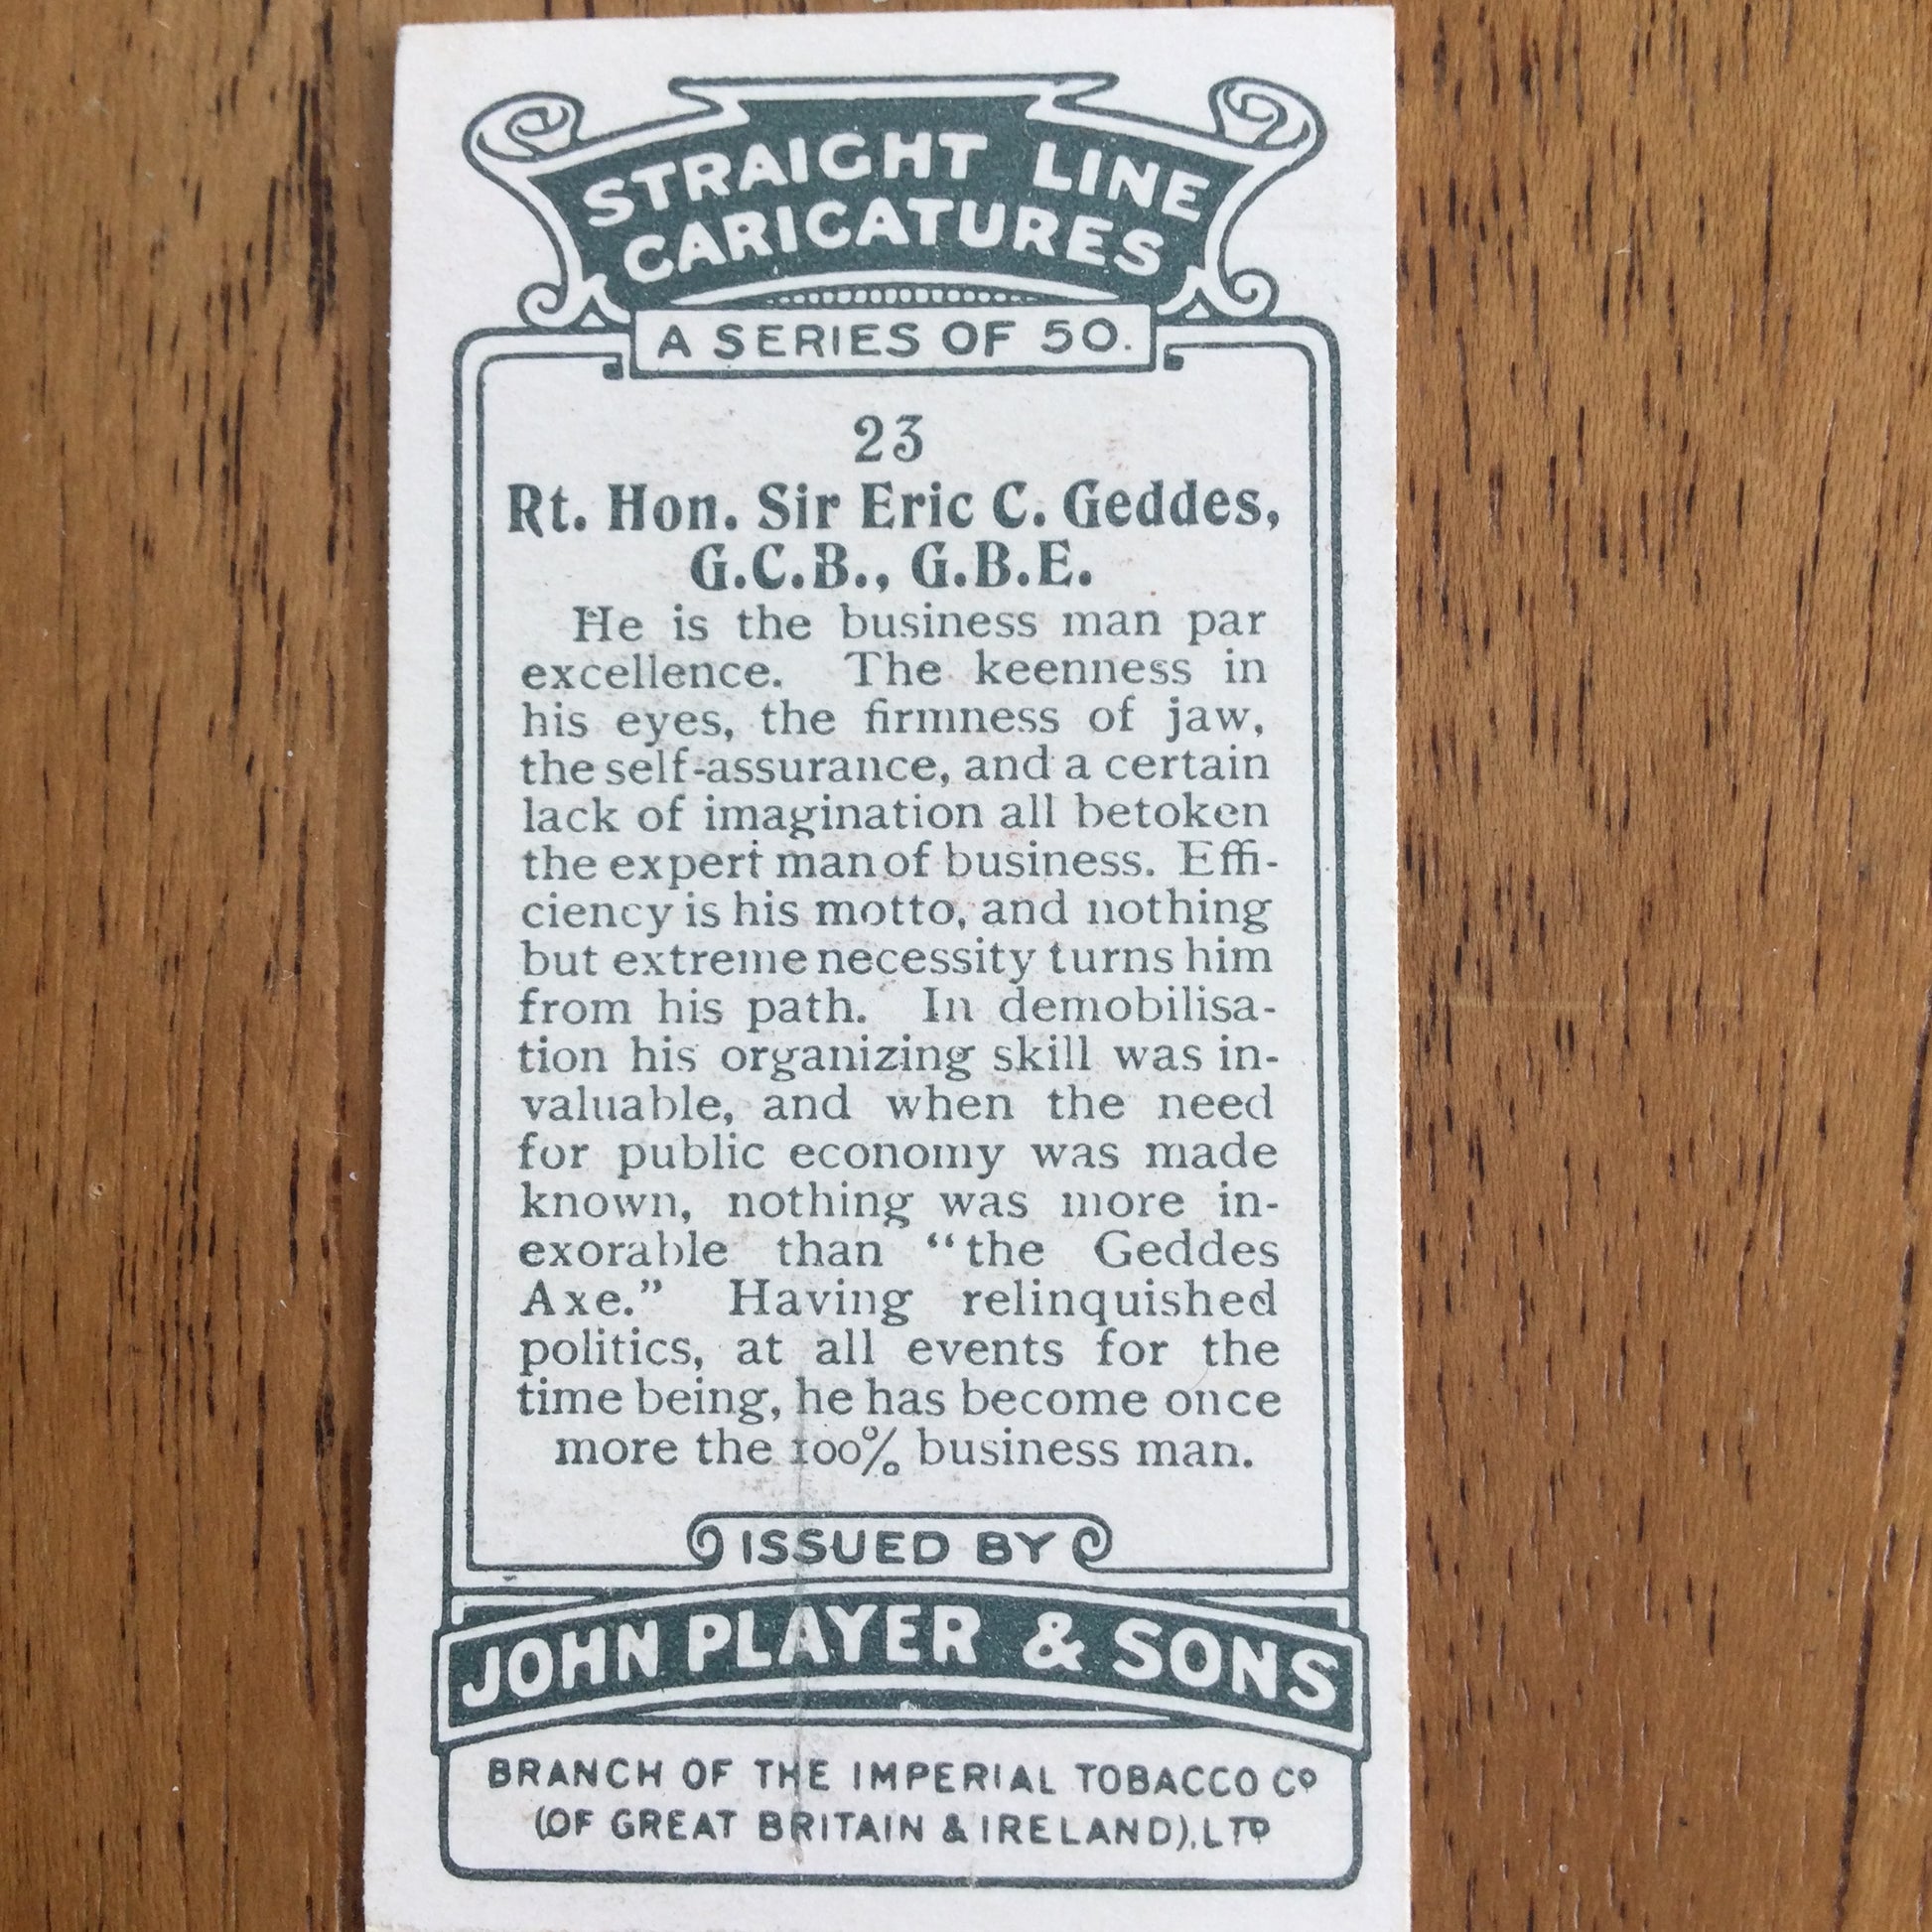 STRAIGHT LINE
CARICATURES
A SERIES OF 50.
23
Rt. Hon. Sir Eric C. Geddes,
G.C.B., G.B.E.
He is the business man par
excellence. The keenness in
his eyes, the firmness of jaw,
the self-assurance, and a certain
lack of imagination all betoken
the expert man of business. Effi-
ciency is his motto, and nothing
but extreme necessity turns him
from his path. In demobilisa-
tion his organizing skill was in-
valuable, and when the need
for public economy was made
known, nothing was more in-
exorable than “the Geddes
Axe.” Having relinquished
politics, at all events for the
time being, he has become once
more the 100% business man.
ISSUED BY
JOHN PLAYER & SONS
BRANCH OF THE IMPERIAL TOBACCO Cº
(OF GREAT BRITAIN & IRELAND), LTD